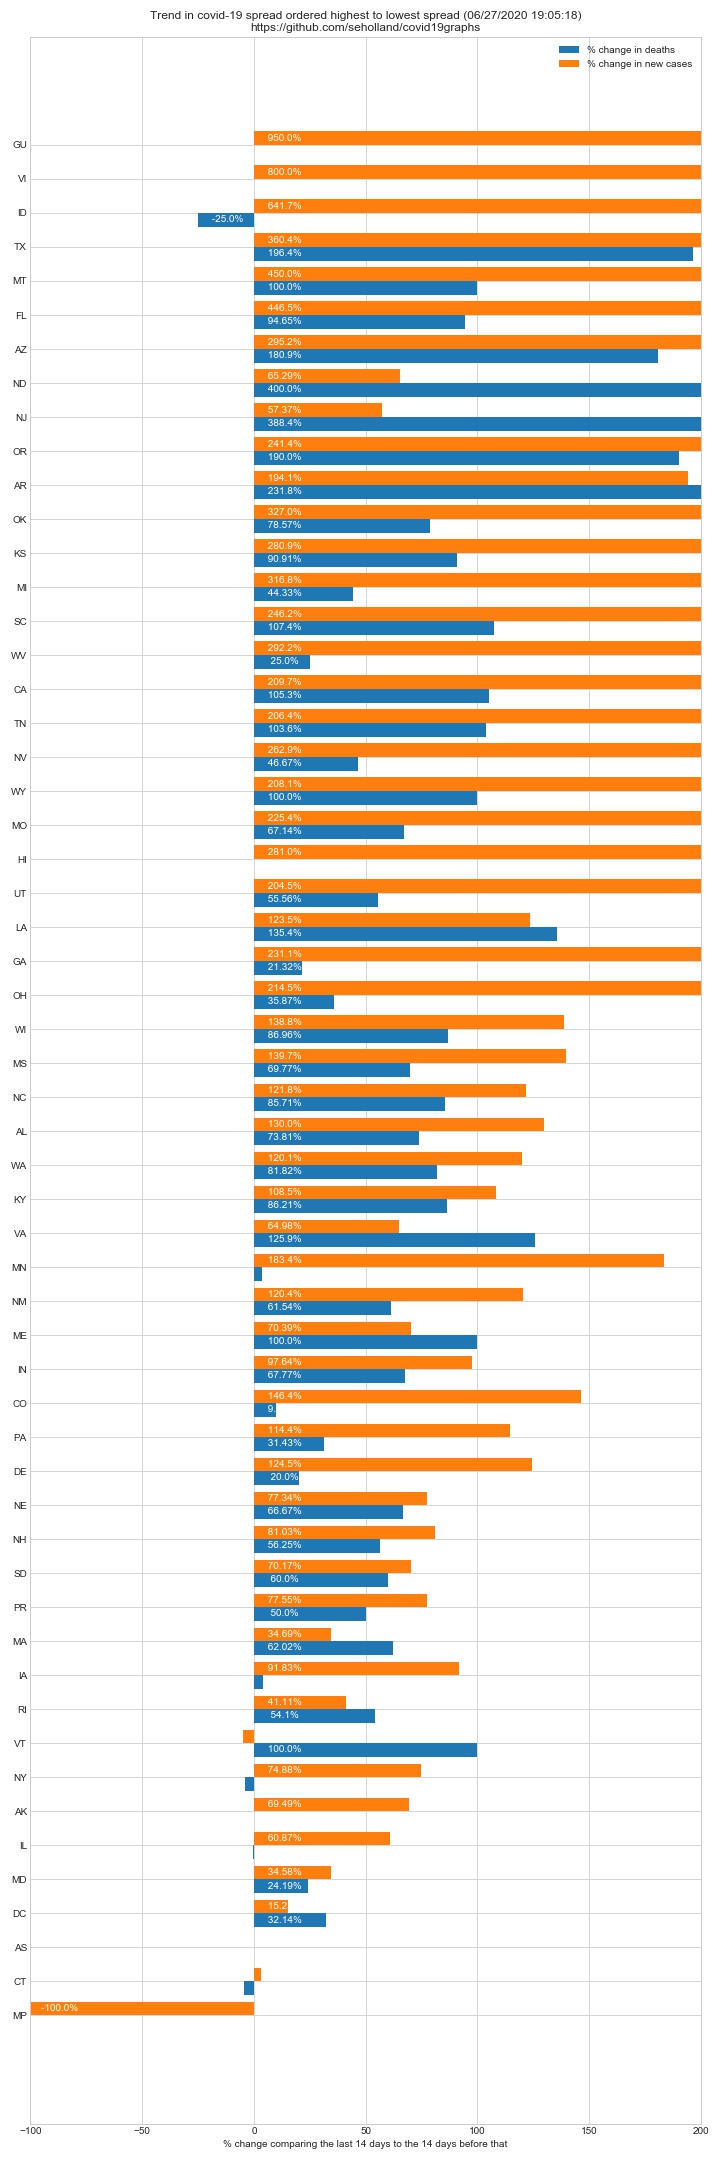 Trend in covid-19 spread ordered highest to lowest spread (06/27/2020 19:05:18)
https://github.com/seholland/covid19graphs
% change in deaths
% change in new cases
GU
950.0%
VI
800.0%
ID
641.7%
-25.0%
TX
360.4%
196.4%
MT
450.0%
100.0%
FL
446.5%
94.65%
AZ
295.2%
180.9%
ND
65.29%
400.0%
NJ
57.37%
388.4%
OR
241.4%
190.0%
AR
194.1%
231.8%
OK
327.0%
78.57%
KS
280.9%
90.91%
MI
316.8%
44.33%
SC
246.2%
107.4%
WV
292.2%
25.0%
CA
209.7%
105.3%
TN
206.4%
103.6%
NV
262.9%
46.67%
WY
208.1%
100.0%
MO
225.4%
67.14%
HI
281.0%
UT
204.5%
55.56%
LA
123.5%
135.4%
GA
231.1%
21.32%
OH
214.5%
35.87%
WI
138.8%
86.96%
MS
139.7%
69.77%
NC
121.8%
85.71%
AL
130.0%
73.81%
WA
120.1%
81.82%
KY
108.5%
86.21%
VA
64.98%
125.9%
MN
183.4%
NM
120.4%
61.54%
ME
70.39%
100.0%
IN
97.64%
67.77%
CO
146.4%
9.
PA
114.4%
31.43%
DE
124.5%
20.0%
NE
77.34%
66.67%
NH
81.03%
56.25%
SD
70.17%
60.0%
PR
77.55%
50.0%
MA
34.69%
62.02%
IA
91.83%
RI
41.11%
54.1%
VT
100.0%
NY
74.88%
AK
69.49%
IL
60.87%
MD
34.58%
24.19%
DC
15.2
32.14%
AS
CT
MP
-100.0%
−100 −50 0 50 100 150 200
% change comparing the last 14 days to the 14 days before that